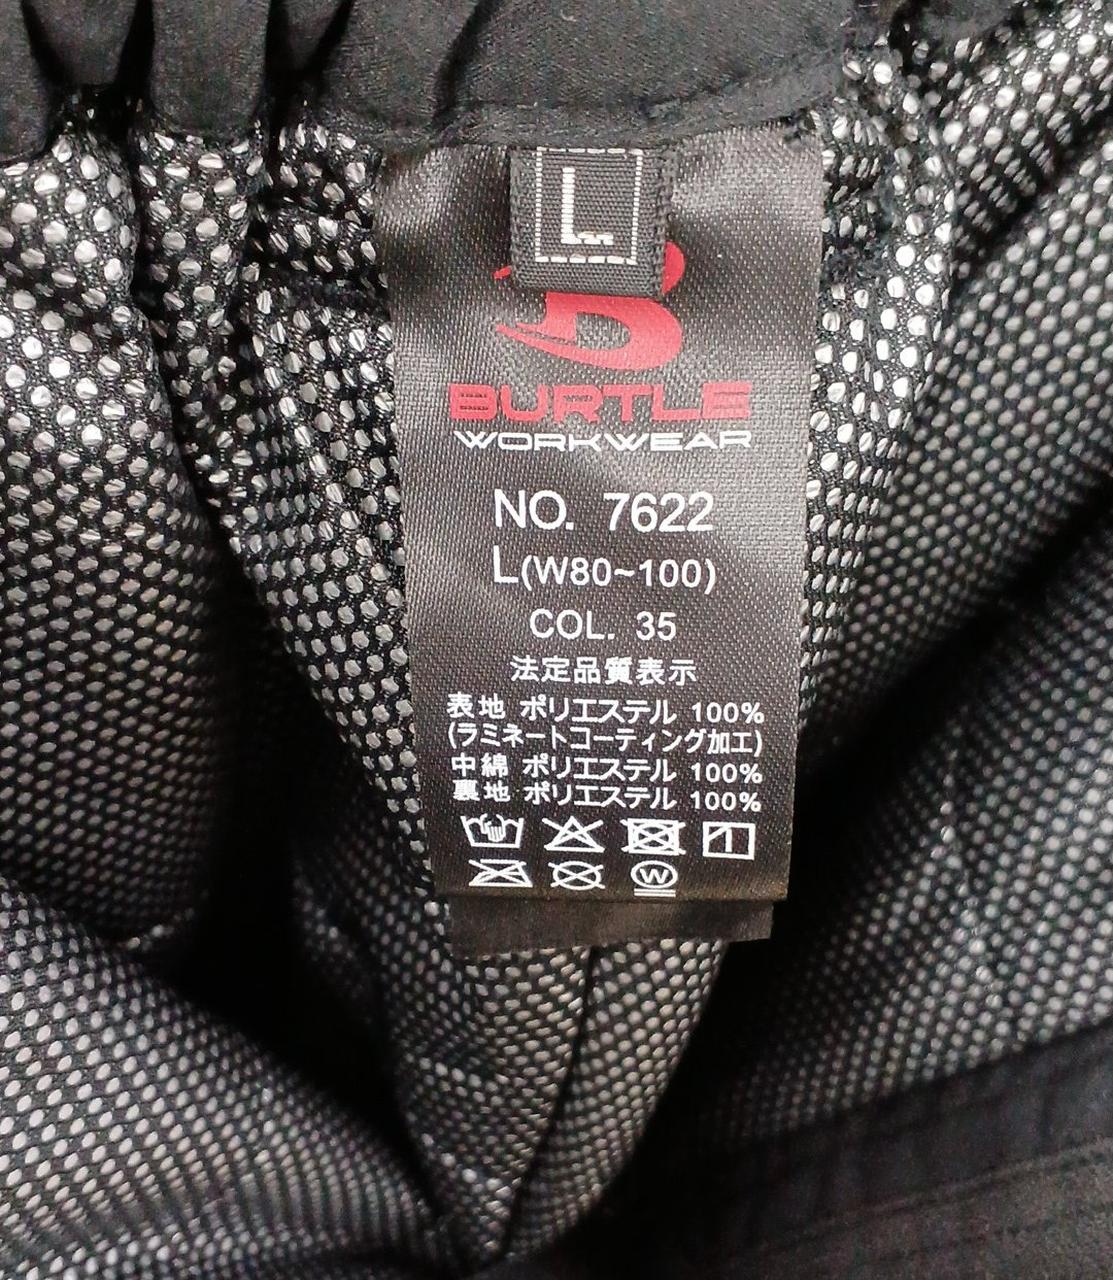 L
BURTLE
WORKWEAR
NO. 7622
L(W80~100)
COL. 35
法定品質表示
表地 ポリエステル 100%
(ラミネートコーティング加工)
中綿 ポリエステル 100%
裏地 ポリエステル 100%
W